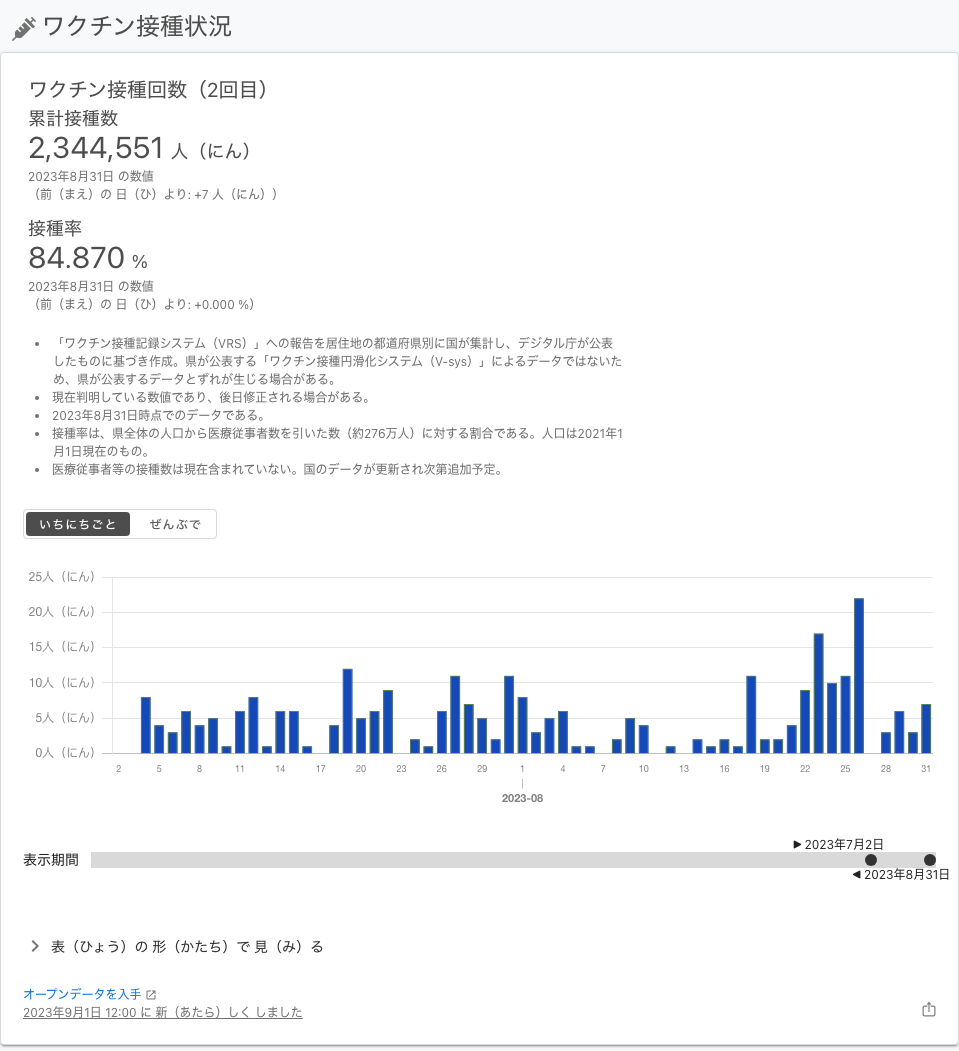 ワクチン接種状況
ワクチン接種回数（2回目）
累計接種数
2,344,551 人（にん）
2023年8月31日 の数値
（前（まえ）の 日（ひ）より: +7 人（にん））
接種率
84.870 %
2023年8月31日 の数値
（前（まえ）の 日（ひ）より: +0.000 %）
• 「ワクチン接種記録システム（VRS）」への報告を居住地の都道府県別に国が集計し、デジタル庁が公表
したものに基づき作成。県が公表する「ワクチン接種円滑化システム（V-sys）」によるデータではないた
め、県が公表するデータとずれが生じる場合がある。
• 現在判明している数値であり、後日修正される場合がある。
• 2023年8月31日時点でのデータである。
• 接種率は、県全体の人口から医療従事者数を引いた数（約276万人）に対する割合である。人口は2021年1
月1日現在のもの。
• 医療従事者等の接種数は現在含まれていない。国のデータが更新され次第追加予定。
いちにちごと ぜんぶで
25人（にん）
20人（にん）
15人（にん）
10人（にん）
5人（にん）
0人（にん）
2 5 8 11 14 17 20 23 26 29 1 4 7 10 13 16 19 22 25 28 31
2023-08
▶ 2023年7月2日
表示期間
◀ 2023年8月31日
表（ひょう）の 形（かたち）で 見（み）る
オープンデータを入手
2023年9月1日 12:00 に 新（あたら）しく しました